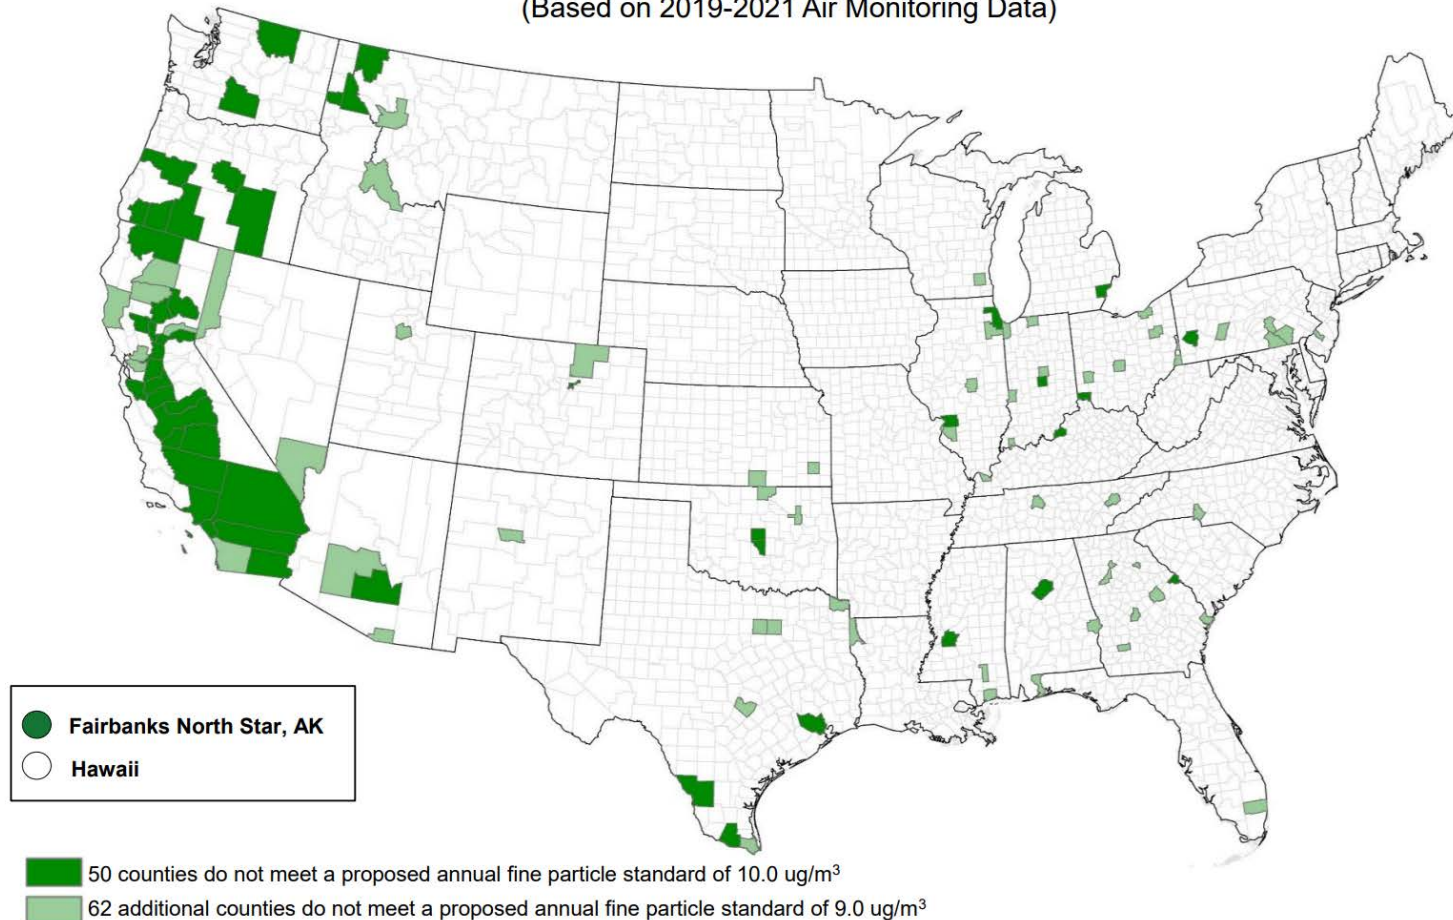 (Based on 2019-2021 Air Monitoring Data)
Fairbanks North Star, AK
Hawaii
50 counties do not meet a proposed annual fine particle standard of 10.0 ug/m³
62 additional counties do not meet a proposed annual fine particle standard of 9.0 ug/m³